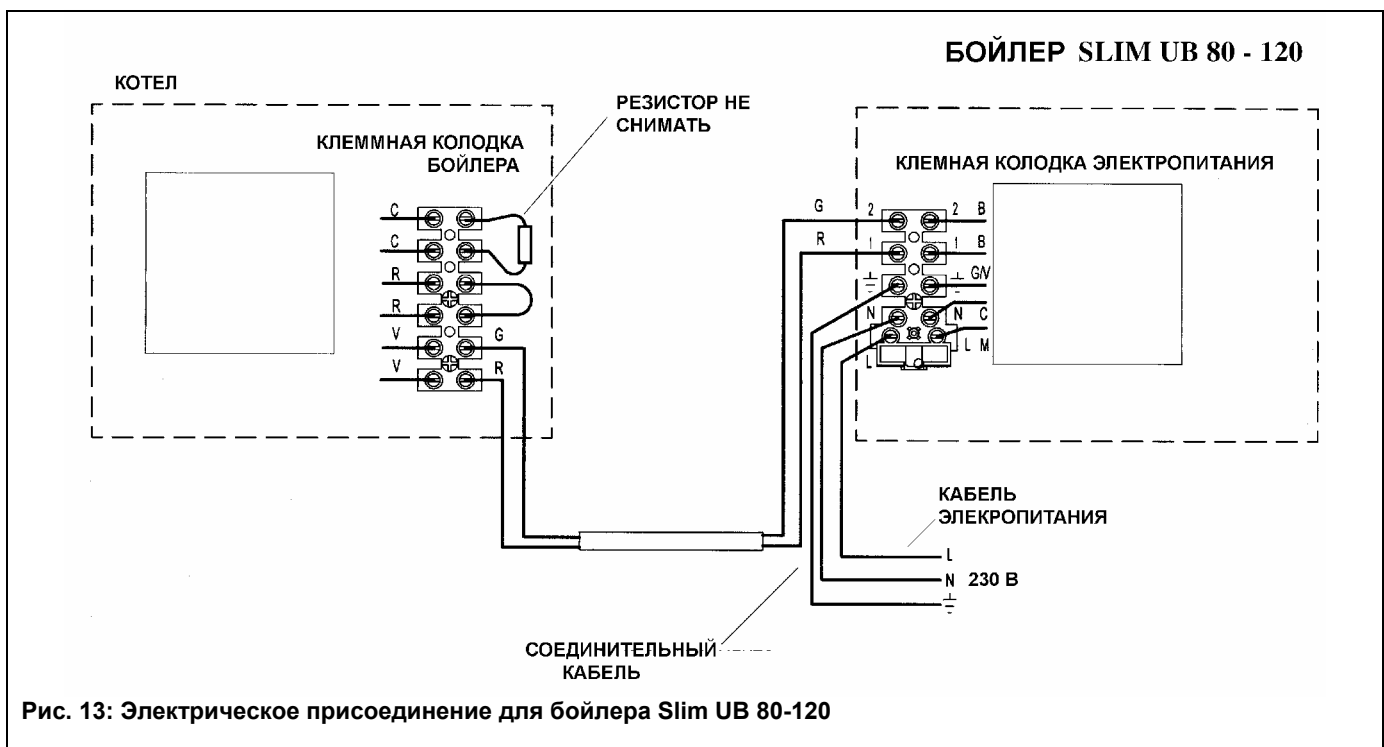 БОЙЛЕР SLIM UB 80 - 120
КОТЕЛ
РЕЗИСТОР НЕ
СНИМАТЬ
КЛЕММНАЯ КОЛОДКА
БОЙЛЕРА
КЛЕМНАЯ КОЛОДКА ЭЛЕКТРОПИТАНИЯ
C
C
R
R
V
V
G
R
G
R
2
1
N
L
2 B
1 B
G/V
N C
L M
КАБЕЛЬ
ЭЛЕКРОПИТАНИЯ
L
N 230 В
СОЕДИНИТЕЛЬНЫЙ
КАБЕЛЬ
Рис. 13: Электрическое присоединение для бойлера Slim UB 80-120